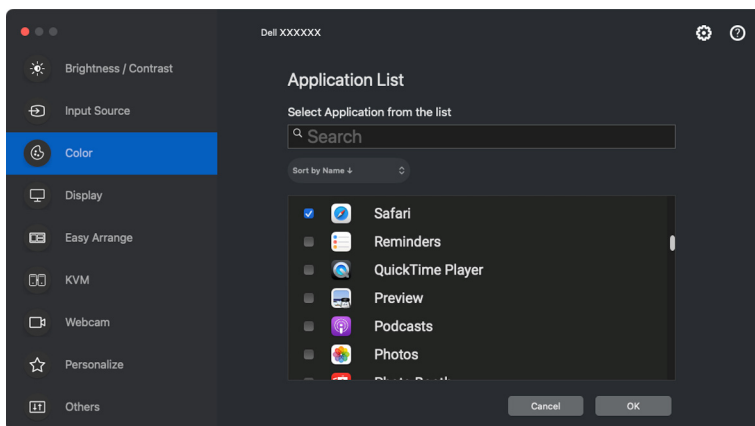 Dell XXXXXX
Brightness / Contrast
Input Source
Color
Display
Easy Arrange
KVM
Webcam
Personalize
Others
Application List
Select Application from the list
Search
Sort by Name ↓
Safari
Reminders
QuickTime Player
Preview
Podcasts
Photos
Cancel
OK